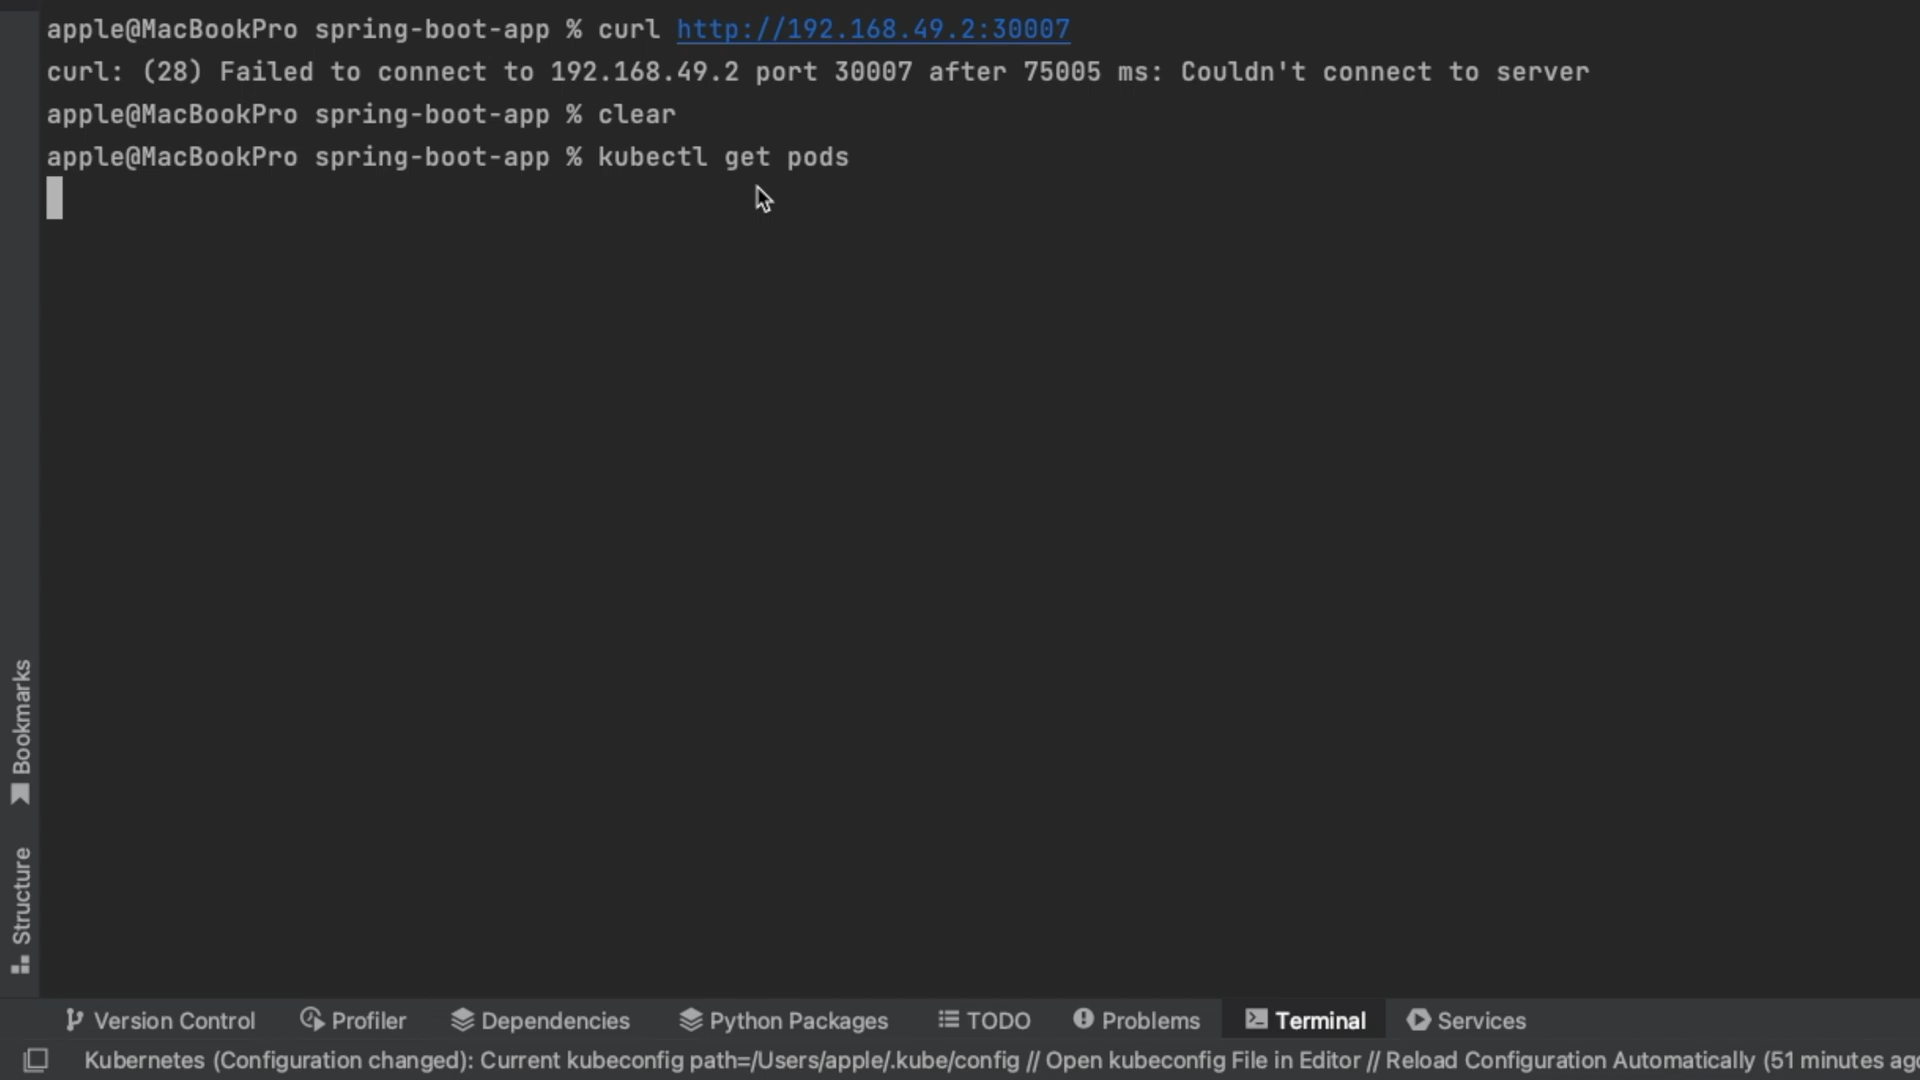 apple@MacBookPro spring-boot-app % curl http://192.168.49.2:30007
curl: (28) Failed to connect to 192.168.49.2 port 30007 after 75005 ms: Couldn't connect to server
apple@MacBookPro spring-boot-app % clear
apple@MacBookPro spring-boot-app % kubectl get pods
Bookmarks
Structure
Version Control Profiler Dependencies Python Packages TODO Problems Terminal Services
Kubernetes (Configuration changed): Current kubeconfig path=/Users/apple/.kube/config // Open kubeconfig File in Editor // Reload Configuration Automatically (51 minutes ago